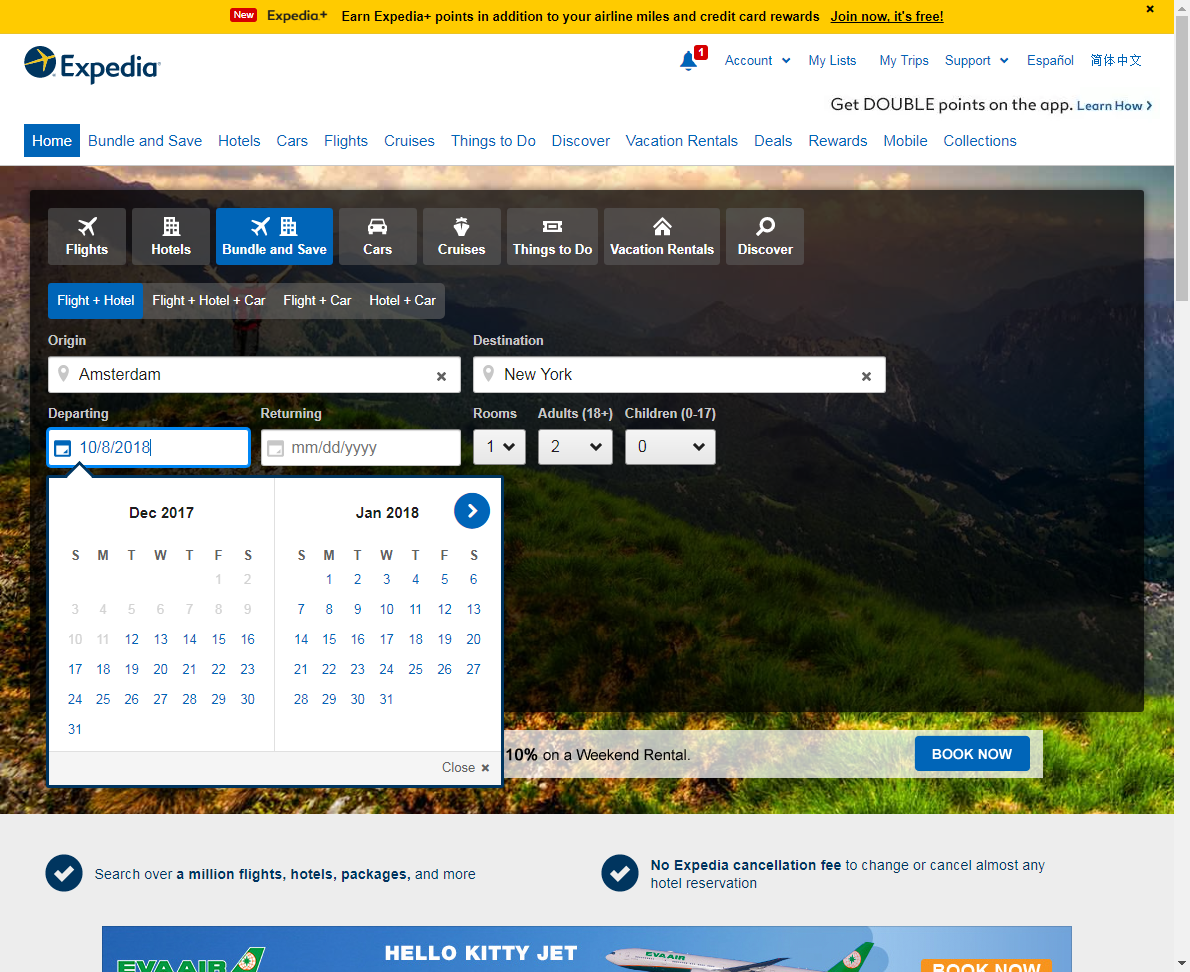 New Expedia+ Earn Expedia+ points in addition to your airline miles and credit card rewards Join now, it's free!
Expedia
1 Account My Lists My Trips Support Español 简体中文
Get DOUBLE points on the app. Learn How
Home Bundle and Save Hotels Cars Flights Cruises Things to Do Discover Vacation Rentals Deals Rewards Mobile Collections
Flights Hotels Bundle and Save Cars Cruises Things to Do Vacation Rentals Discover
Flight + Hotel Flight + Hotel + Car Flight + Car Hotel + Car
Origin Destination
Amsterdam New York
Departing Returning Rooms Adults (18+) Children (0-17)
10/8/2018 mm/dd/yyyy 1 2 0
Dec 2017 Jan 2018
S M T W T F S S M T W T F S
1 2 1 2 3 4 5 6
3 4 5 6 7 8 9 7 8 9 10 11 12 13
10 11 12 13 14 15 16 14 15 16 17 18 19 20
17 18 19 20 21 22 23 21 22 23 24 25 26 27
24 25 26 27 28 29 30 28 29 30 31
31
10% on a Weekend Rental. BOOK NOW
Close
Search over a million flights, hotels, packages, and more
No Expedia cancellation fee to change or cancel almost any
hotel reservation
HELLO KITTY JET
EVA AIR
BOOK NOW